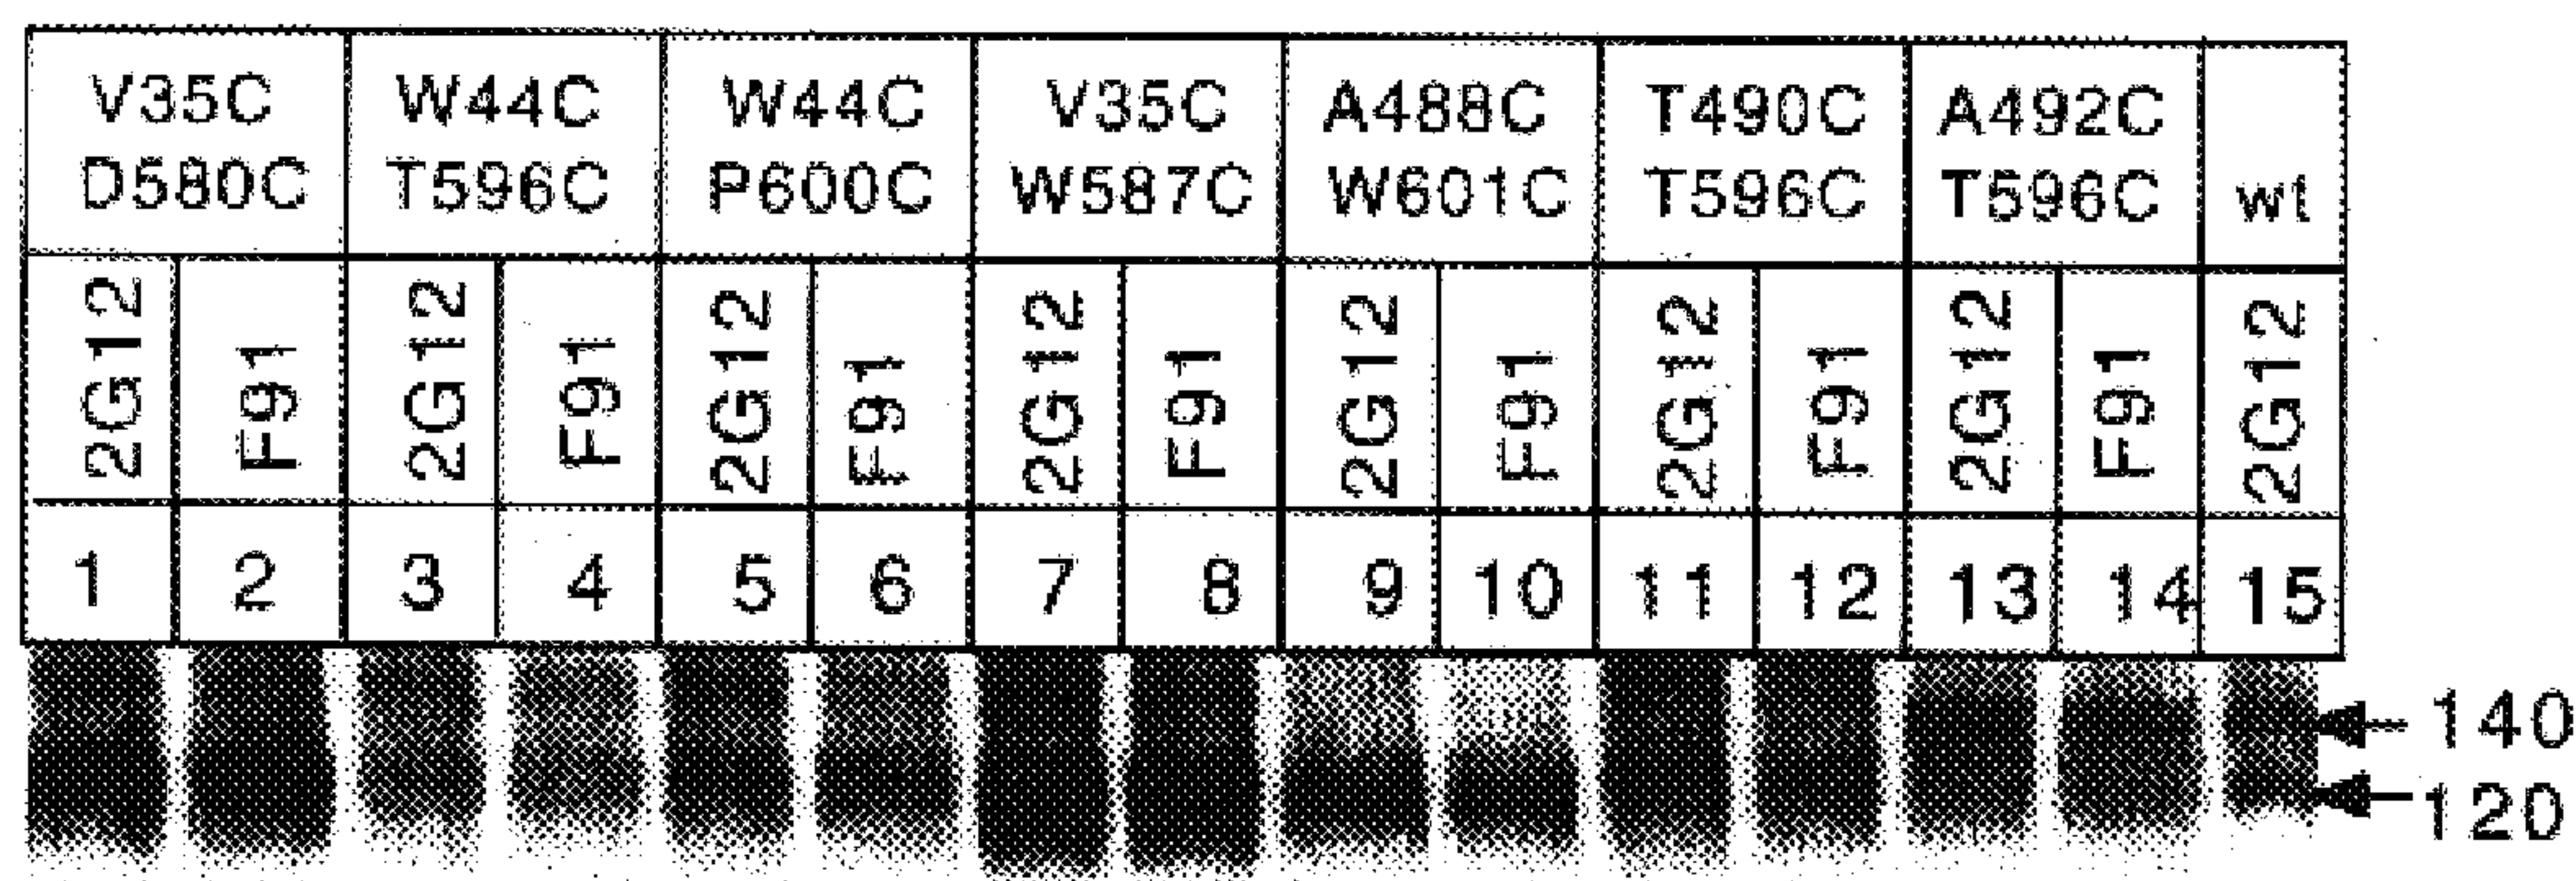 V35C W44C W44C V35C A488C T490C A492C
D580C T596C P600C W587C W601C T596C T596C wt
2G12 F91 2G12 F91 2G12 F91 2G12 F91 2G12 F91 2G12 F91 2G12 F91 2G12
1 2 3 4 5 6 7 8 9 10 11 12 13 14 15
140
120